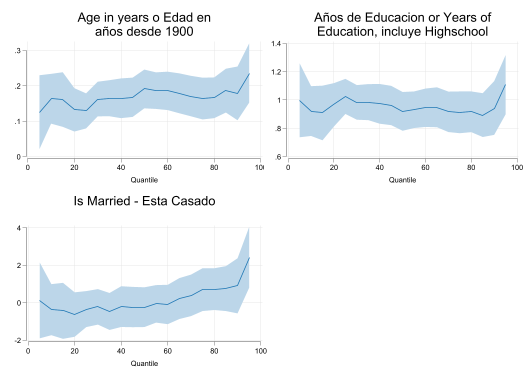 Age in years o Edad en
años desde 1900
.3
.2
.1
0
0 20 40 60 80 100
Quantile
Años de Educacion or Years of
Education, incluye Highschool
1.4
1.2
1
.8
.6
0 20 40 60 80 100
Quantile
Is Married - Esta Casado
4
2
0
-2
0 20 40 60 80 100
Quantile